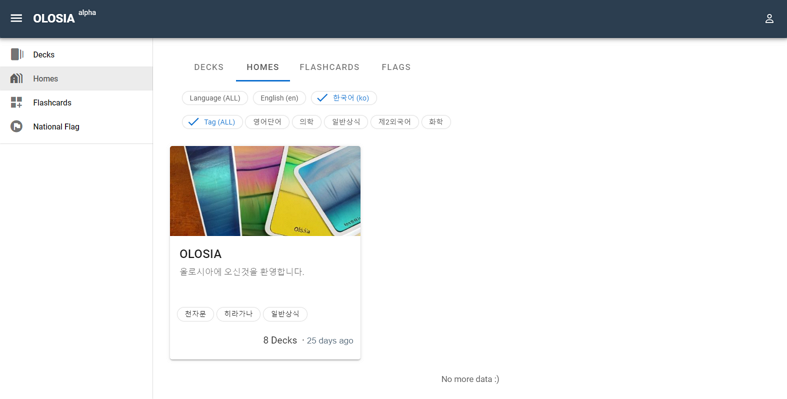 OLOSIA alpha
Decks
Homes
Flashcards
National Flag
DECKS HOMES FLASHCARDS FLAGS
Language (ALL) English (en) 한국어 (ko)
Tag (ALL) 영어단어 의학 일반상식 제2외국어 화학
Olosia
OLOSIA
올로시아에 오신것을 환영합니다.
천자문 히라가나 일반상식
8 Decks · 25 days ago
No more data :)